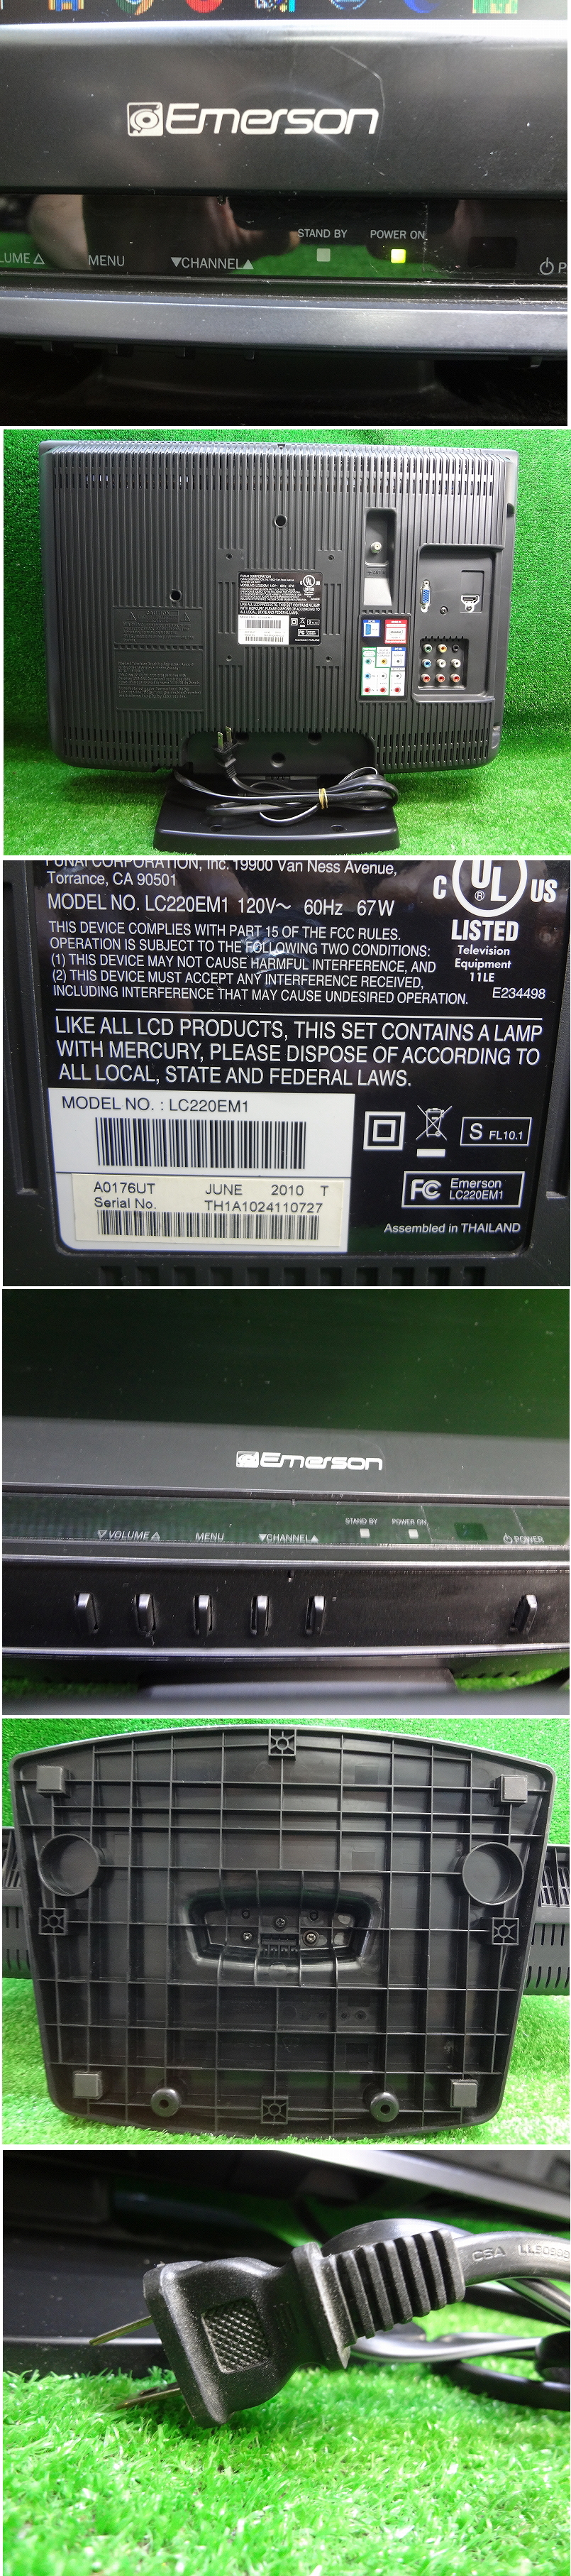 Emerson
STAND BY
POWER ON
LUME △
MENU
▼CHANNEL▲
FUNAI CORPORATION, Inc. 19900 Van Ness Avenue,
Torrance, CA 90501
MODEL NO. LC220EM1 120V～ 60Hz 67W
THIS DEVICE COMPLIES WITH PART 15 OF THE FCC RULES.
OPERATION IS SUBJECT TO THE FOLLOWING TWO CONDITIONS:
(1) THIS DEVICE MAY NOT CAUSE HARMFUL INTERFERENCE, AND
(2) THIS DEVICE MUST ACCEPT ANY INTERFERENCE RECEIVED,
INCLUDING INTERFERENCE THAT MAY CAUSE UNDESIRED OPERATION.
C UL ® US
LISTED
Television
Equipment
11LE
E234498
LIKE ALL LCD PRODUCTS, THIS SET CONTAINS A LAMP
WITH MERCURY, PLEASE DISPOSE OF ACCORDING TO
ALL LOCAL, STATE AND FEDERAL LAWS.
MODEL NO. : LC220EM1
S FL10.1
A0176UT JUNE 2010 T
Serial No. TH1A1024110727
FC Emerson
LC220EM1
Assembled in THAILAND
Emerson
STAND BY
POWER ON
▽ VOLUME △
MENU
▼CHANNEL▲
POWER
CSA